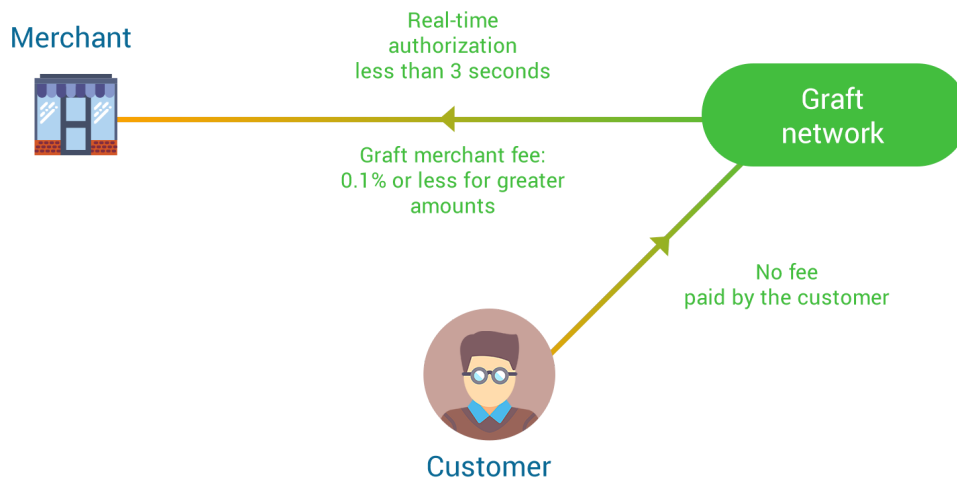 Merchant
Real-time
authorization
less than 3 seconds
Graft
network
Graft merchant fee:
0.1% or less for greater
amounts
No fee
paid by the customer
Customer